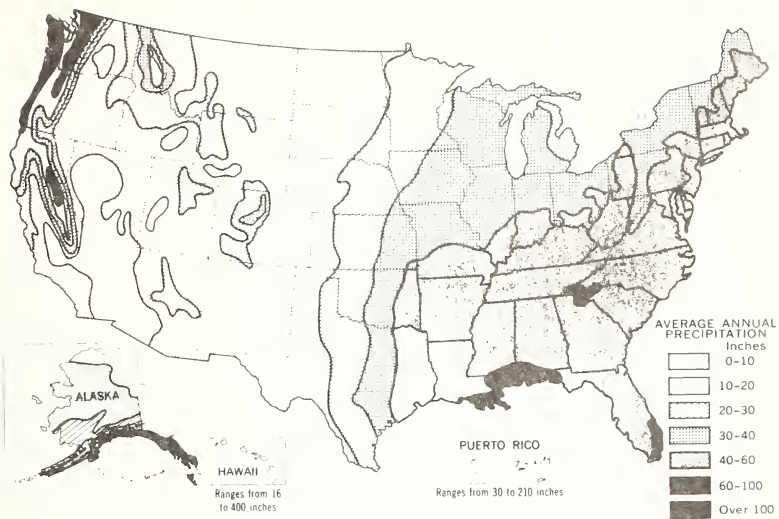 AVERAGE ANNUAL
PRECIPITATION
Inches
0-10
10-20
20-30
30-40
40-60
60-100
Over 100
ALASKA
HAWAII
Ranges from 16
to 400 inches
PUERTO RICO
Ranges from 30 to 210 inches